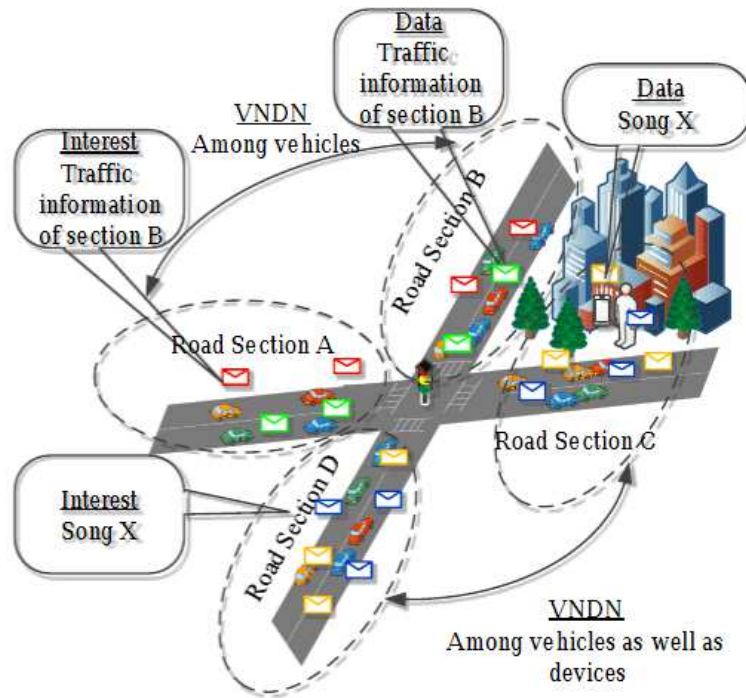 Data
Traffic
information
of section B
Data
Song X
VNDN
Among vehicles
Interest
Traffic
information
of section B
Road Section B
Road Section A
Road Section C
Road Section D
Interest
Song X
VNDN
Among vehicles as well as
devices